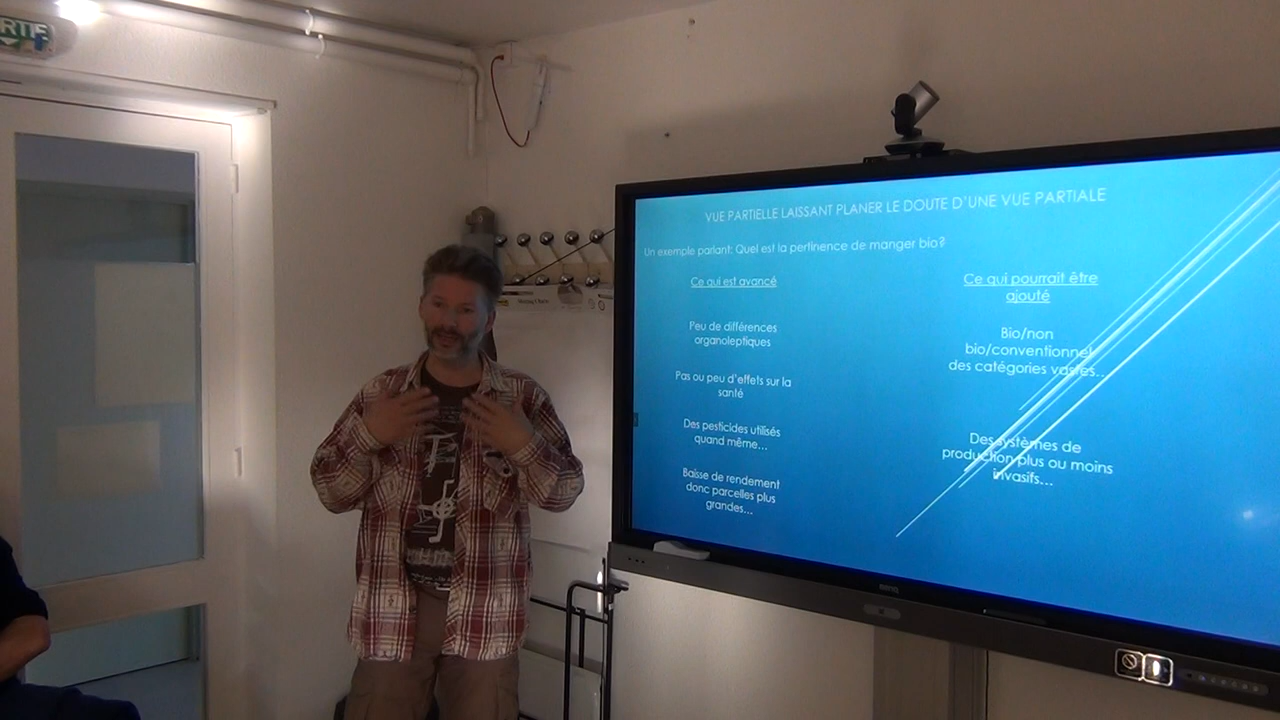 VUE PARTIELLE LAISSANT PLANER LE DOUTE D'UNE VUE PARTIALE
Un exemple parlant: Quel est la pertinence de manger bio?
Ce qui est avancé
Peu de différences
organoleptiques
Pas ou peu d'effets sur la
santé
Des pesticides utilisés
quand même...
Baisse de rendement
donc parcelles plus
grandes...
Ce qui pourrait être
ajouté
Bio/non
bio/conventionnel
des catégories vastes...
Des systèmes de
production plus ou moins
invasifs...
BENQ